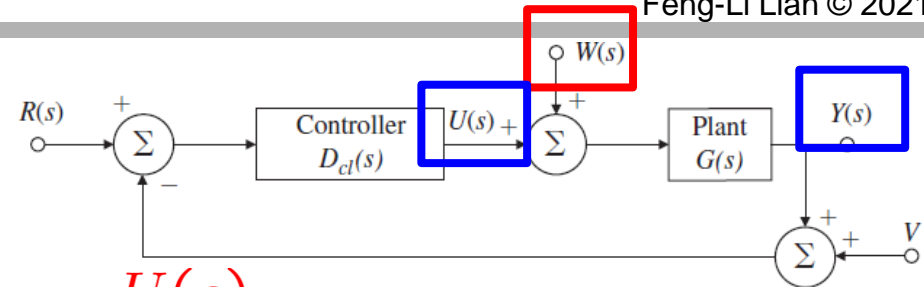 Feng-Li Lian © 2021
W(s)
R(s)
+
Σ
−
Controller
D_cl(s)
U(s)
+
+
Σ
Plant
G(s)
Y(s)
+
Σ
+
V
U(s)